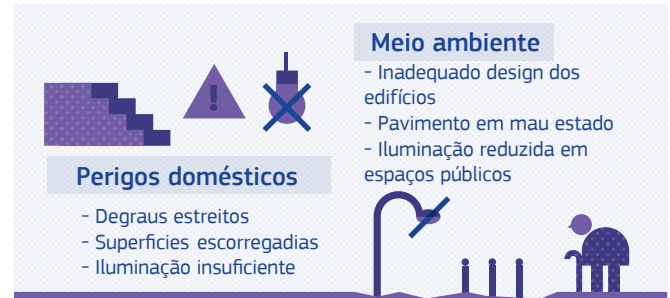 Meio ambiente
- Inadequado design dos
edifícios
- Pavimento em mau estado
- Iluminação reduzida em
espaços públicos
!
Perigos domésticos
- Degraus estreitos
- Superficies escorregadias
- Iluminação insuficiente